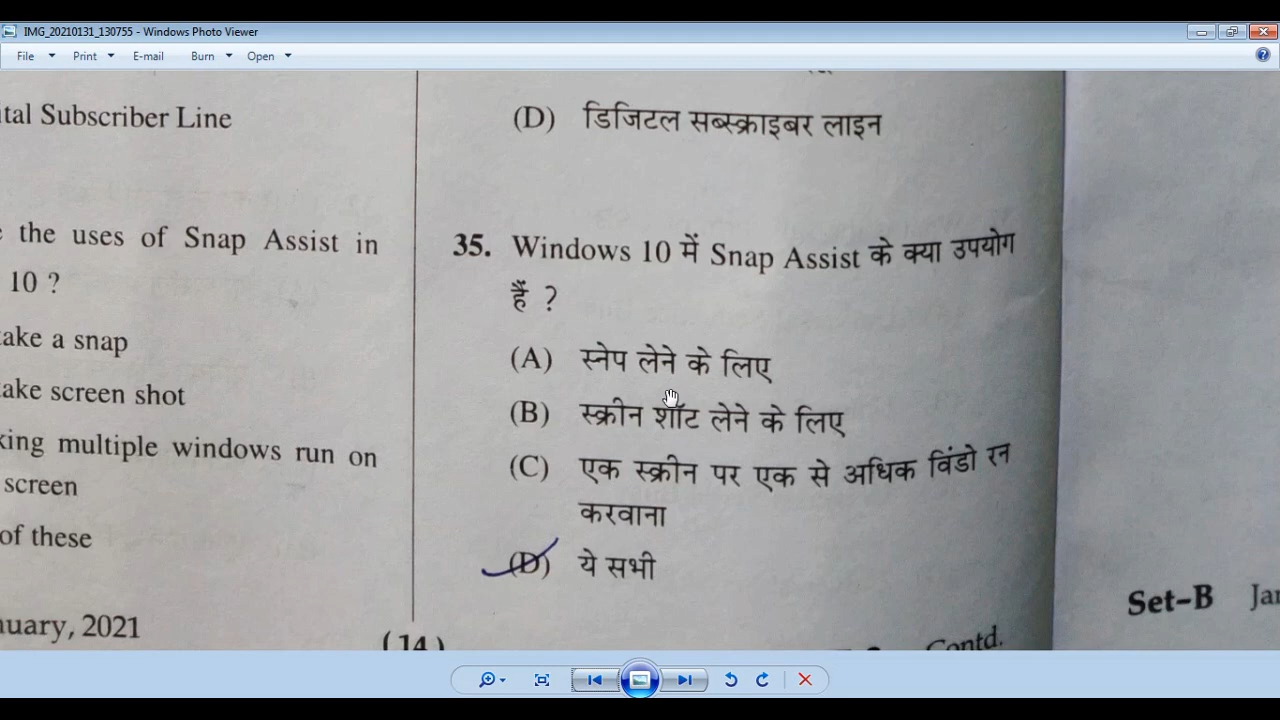 IMG_20210131_130755 - Windows Photo Viewer
File Print E-mail Burn Open
tal Subscriber Line
(D) डिजिटल सब्स्क्राइबर लाइन
the uses of Snap Assist in
10 ?
ake a snap
ake screen shot
king multiple windows run on
screen
of these
35. Windows 10 में Snap Assist के क्या उपयोग
हैं ?
(A) स्नेप लेने के लिए
(B) स्क्रीन शॉट लेने के लिए
(C) एक स्क्रीन पर एक से अधिक विंडो रन
करवाना
(D) ये सभी
nuary, 2021
(14)
Contd.
Set-B Jan